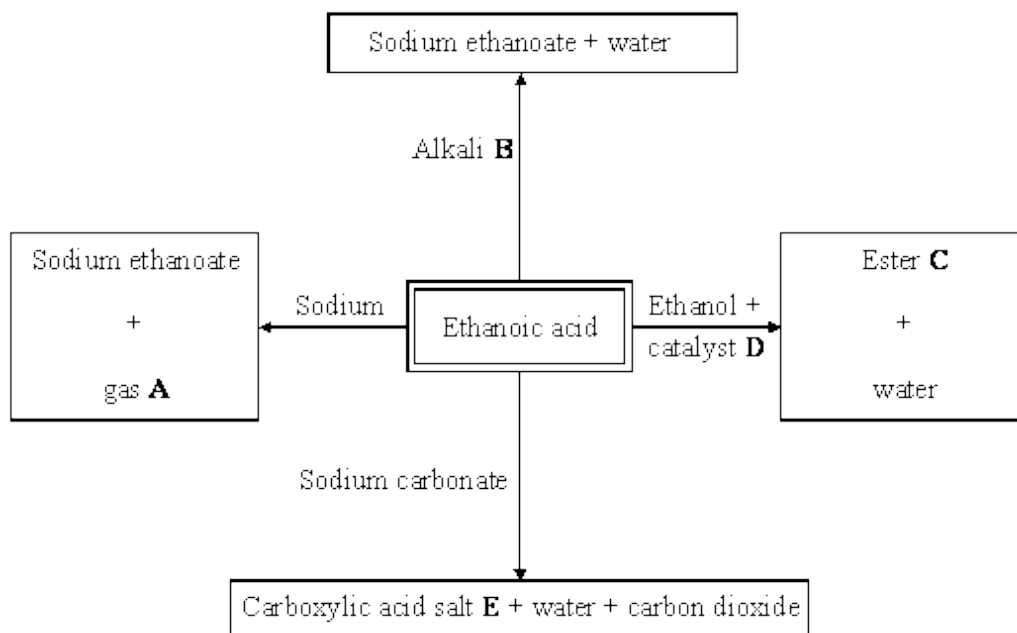 Sodium ethanoate + water
Alkali B
Sodium ethanoate
+
gas A
Sodium
Ethanoic acid
Ethanol +
catalyst D
Ester C
+
water
Sodium carbonate
Carboxylic acid salt E + water + carbon dioxide